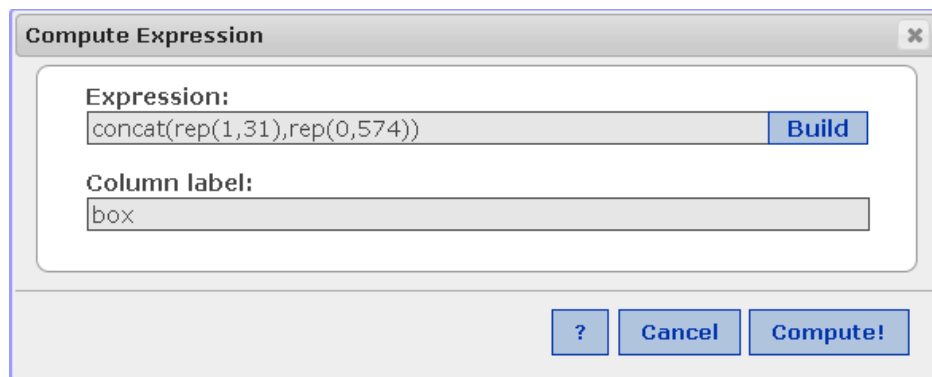 Compute Expression
Expression:
concat(rep(1,31),rep(0,574))
Build
Column label:
box
? Cancel Compute!